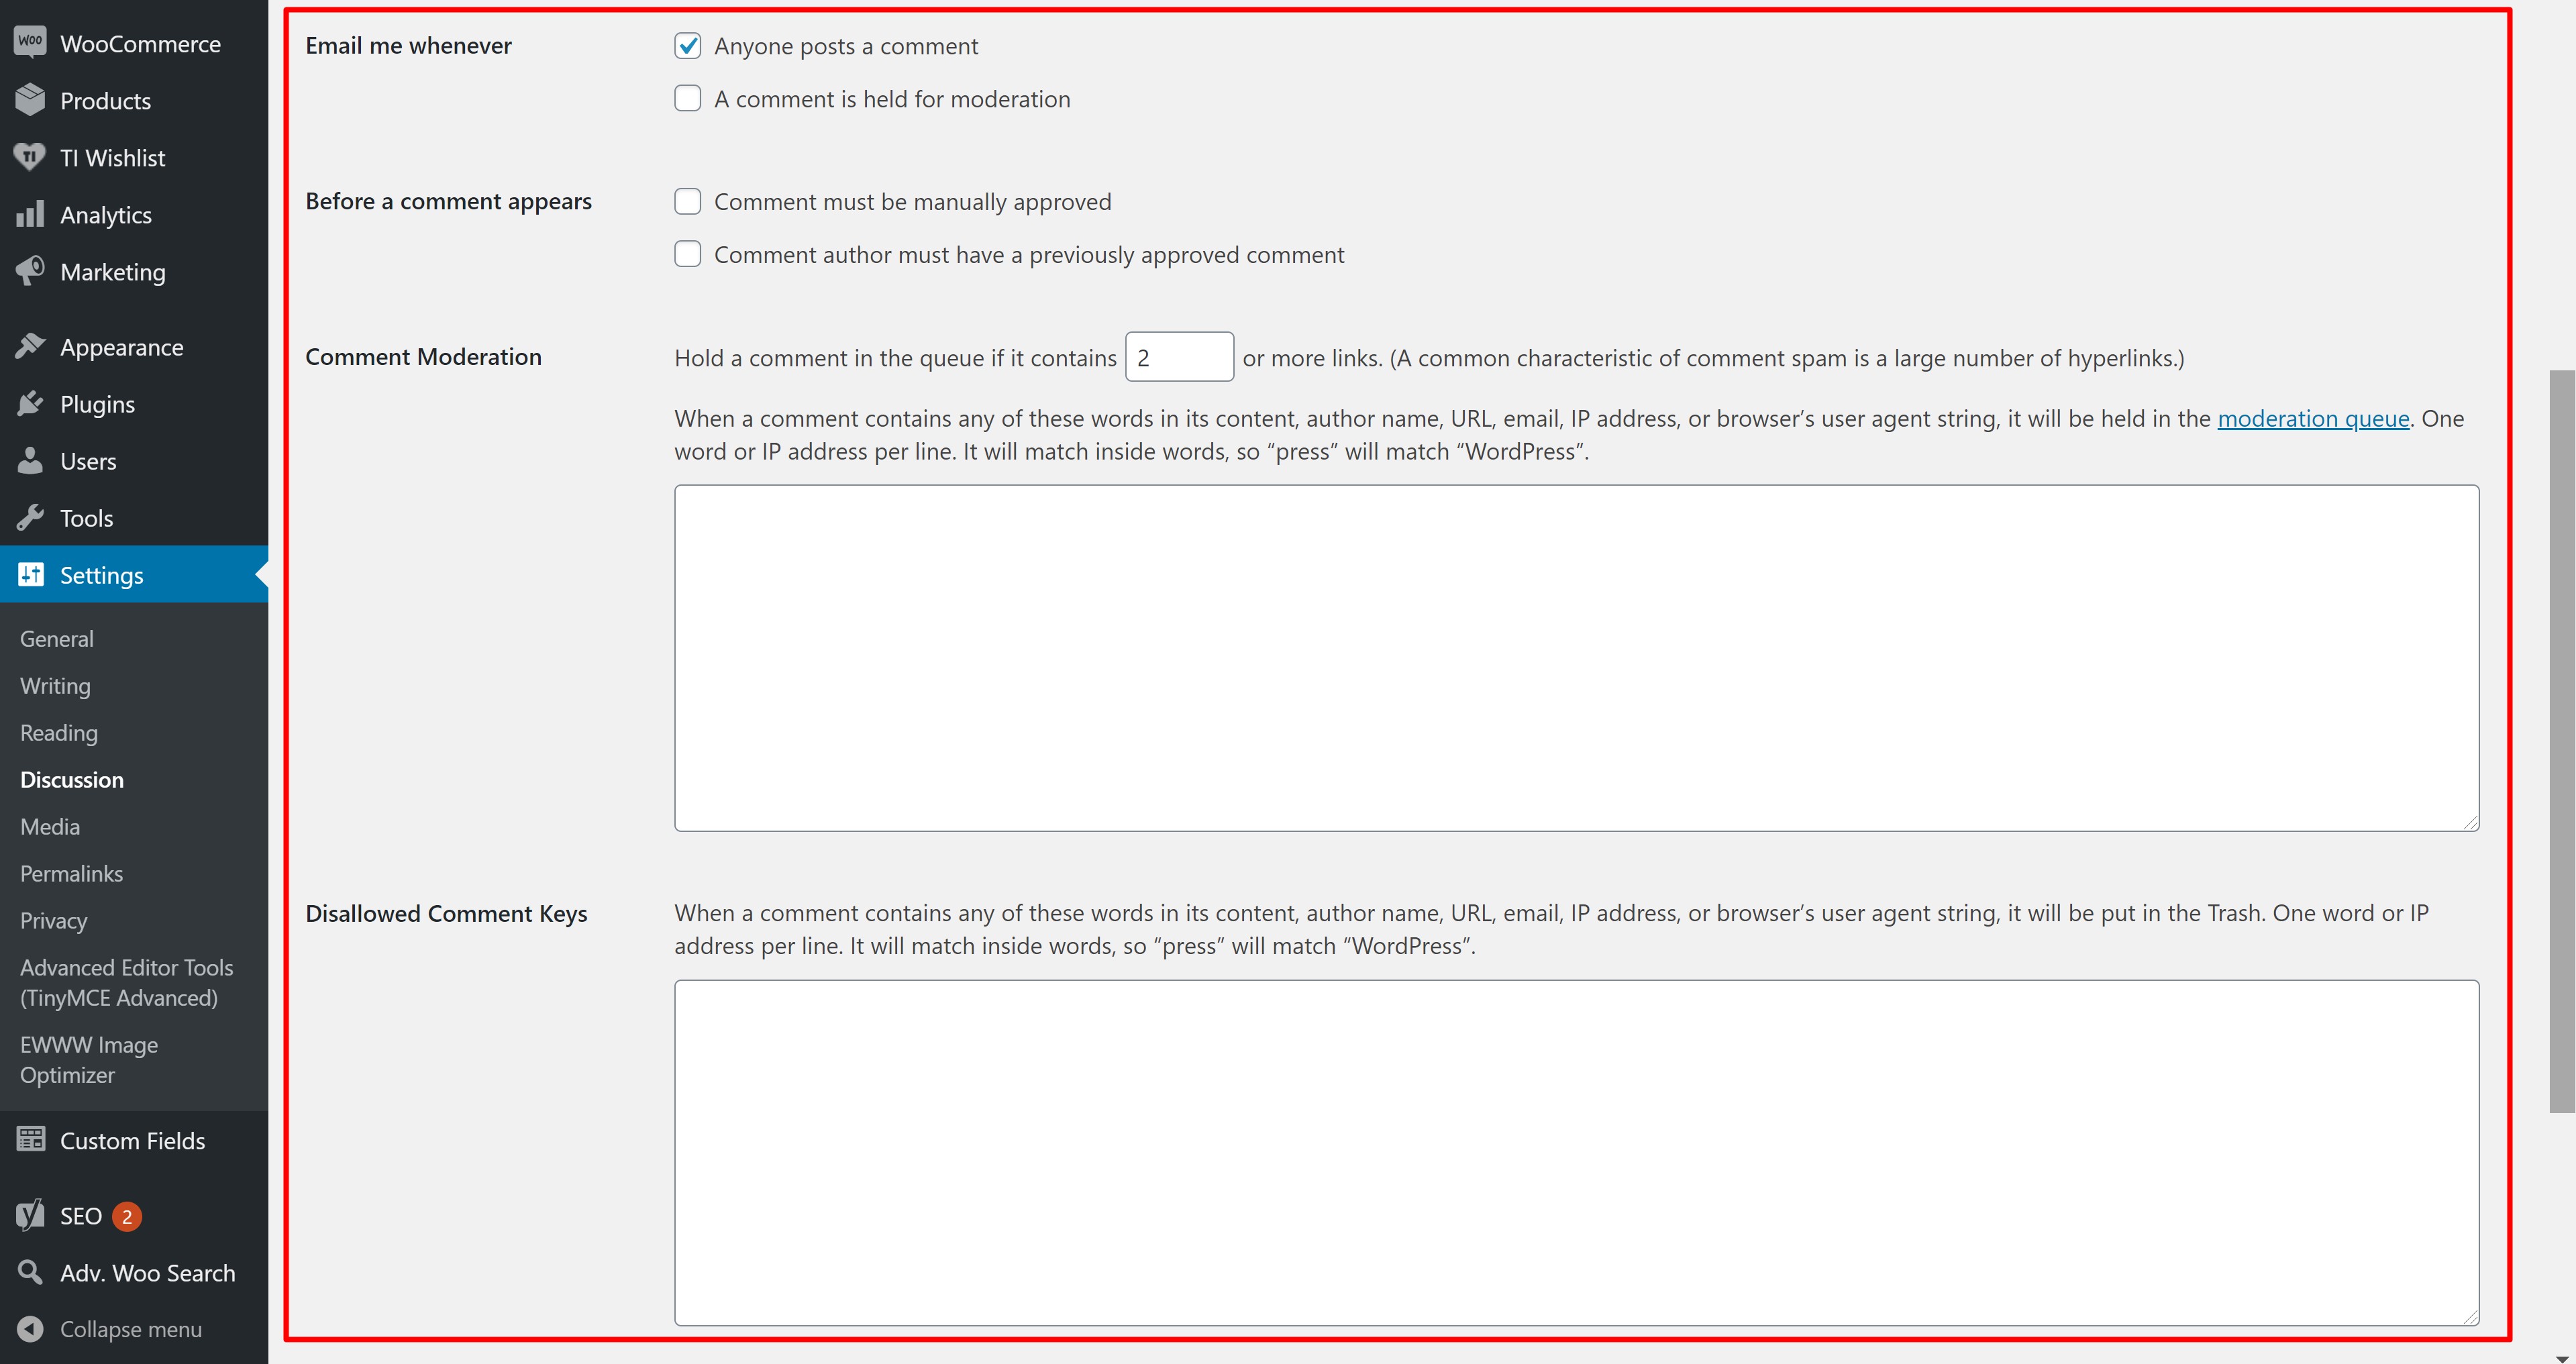 WooCommerce
Products
TI Wishlist
Analytics
Marketing
Appearance
Plugins
Users
Tools
Settings
General
Writing
Reading
Discussion
Media
Permalinks
Privacy
Advanced Editor Tools
(TinyMCE Advanced)
EWWW Image
Optimizer
Custom Fields
SEO 2
Adv. Woo Search
Collapse menu
Email me whenever
Anyone posts a comment
A comment is held for moderation
Before a comment appears
Comment must be manually approved
Comment author must have a previously approved comment
Comment Moderation
Hold a comment in the queue if it contains 2 or more links. (A common characteristic of comment spam is a large number of hyperlinks.)
When a comment contains any of these words in its content, author name, URL, email, IP address, or browser’s user agent string, it will be held in the moderation queue. One
word or IP address per line. It will match inside words, so “press” will match “WordPress”.
Disallowed Comment Keys
When a comment contains any of these words in its content, author name, URL, email, IP address, or browser’s user agent string, it will be put in the Trash. One word or IP
address per line. It will match inside words, so “press” will match “WordPress”.